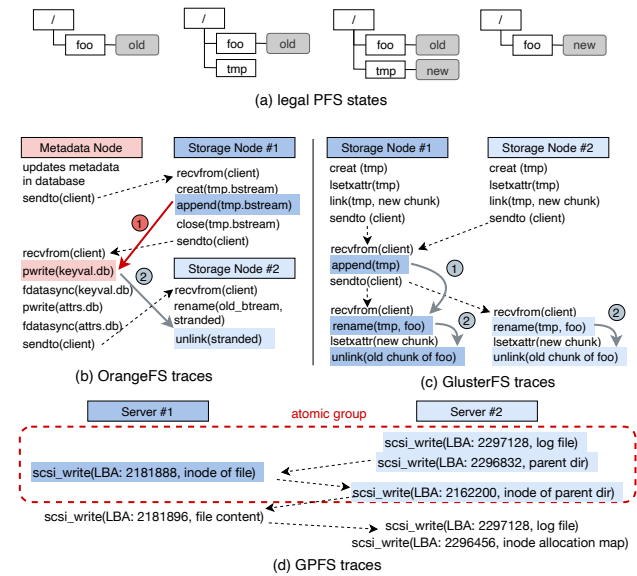 /
foo
old
/
foo
old
tmp
/
foo
old
tmp
new
/
foo
new
(a) legal PFS states
Metadata Node
updates metadata
in database
sendto(client)
recvfrom(client)
pwrite(keyval.db)
fdatasync(keyval.db)
pwrite(attrs.db)
fdatasync(attrs.db)
sendto(client)
Storage Node #1
recvfrom(client)
creat(tmp.bstream)
append(tmp.bstream)
close(tmp.bstream)
sendto(client)
1
2
Storage Node #2
recvfrom(client)
rename(old_btream,
stranded)
unlink(stranded)
(b) OrangeFS traces
Storage Node #1
creat (tmp)
lsetxattr(tmp)
link(tmp, new chunk)
sendto (client)
recvfrom(client)
append(tmp)
sendto(client)
recvfrom(client)
rename(tmp, foo)
lsetxattr(new chunk)
unlink(old chunk of foo)
1
2
Storage Node #2
creat (tmp)
lsetxattr(tmp)
link(tmp, new chunk)
sendto (client)
recvfrom(client)
rename(tmp, foo)
lsetxattr(new chunk)
unlink(old chunk of foo)
2
(c) GlusterFS traces
Server #1
atomic group
Server #2
scsi_write(LBA: 2297128, log file)
scsi_write(LBA: 2296832, parent dir)
scsi_write(LBA: 2181888, inode of file)
scsi_write(LBA: 2162200, inode of parent dir)
scsi_write(LBA: 2181896, file content)
scsi_write(LBA: 2297128, log file)
scsi_write(LBA: 2296456, inode allocation map)
(d) GPFS traces